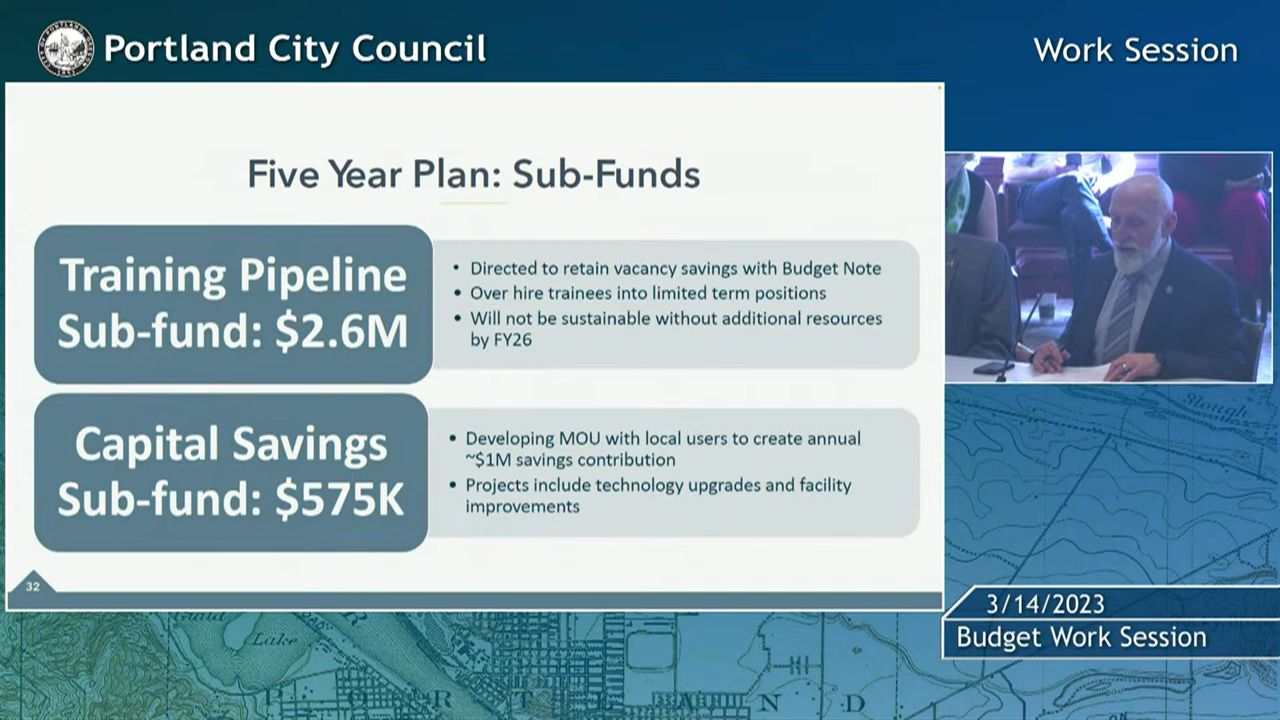 Portland City Council
Work Session
Five Year Plan: Sub-Funds
Training Pipeline
Sub-fund: $2.6M
• Directed to retain vacancy savings with Budget Note
• Over hire trainees into limited term positions
• Will not be sustainable without additional resources
by FY26
Capital Savings
Sub-fund: $575K
• Developing MOU with local users to create annual
~$1M savings contribution
• Projects include technology upgrades and facility
improvements
32
Slough
3/14/2023
Budget Work Session
Guild
Lake